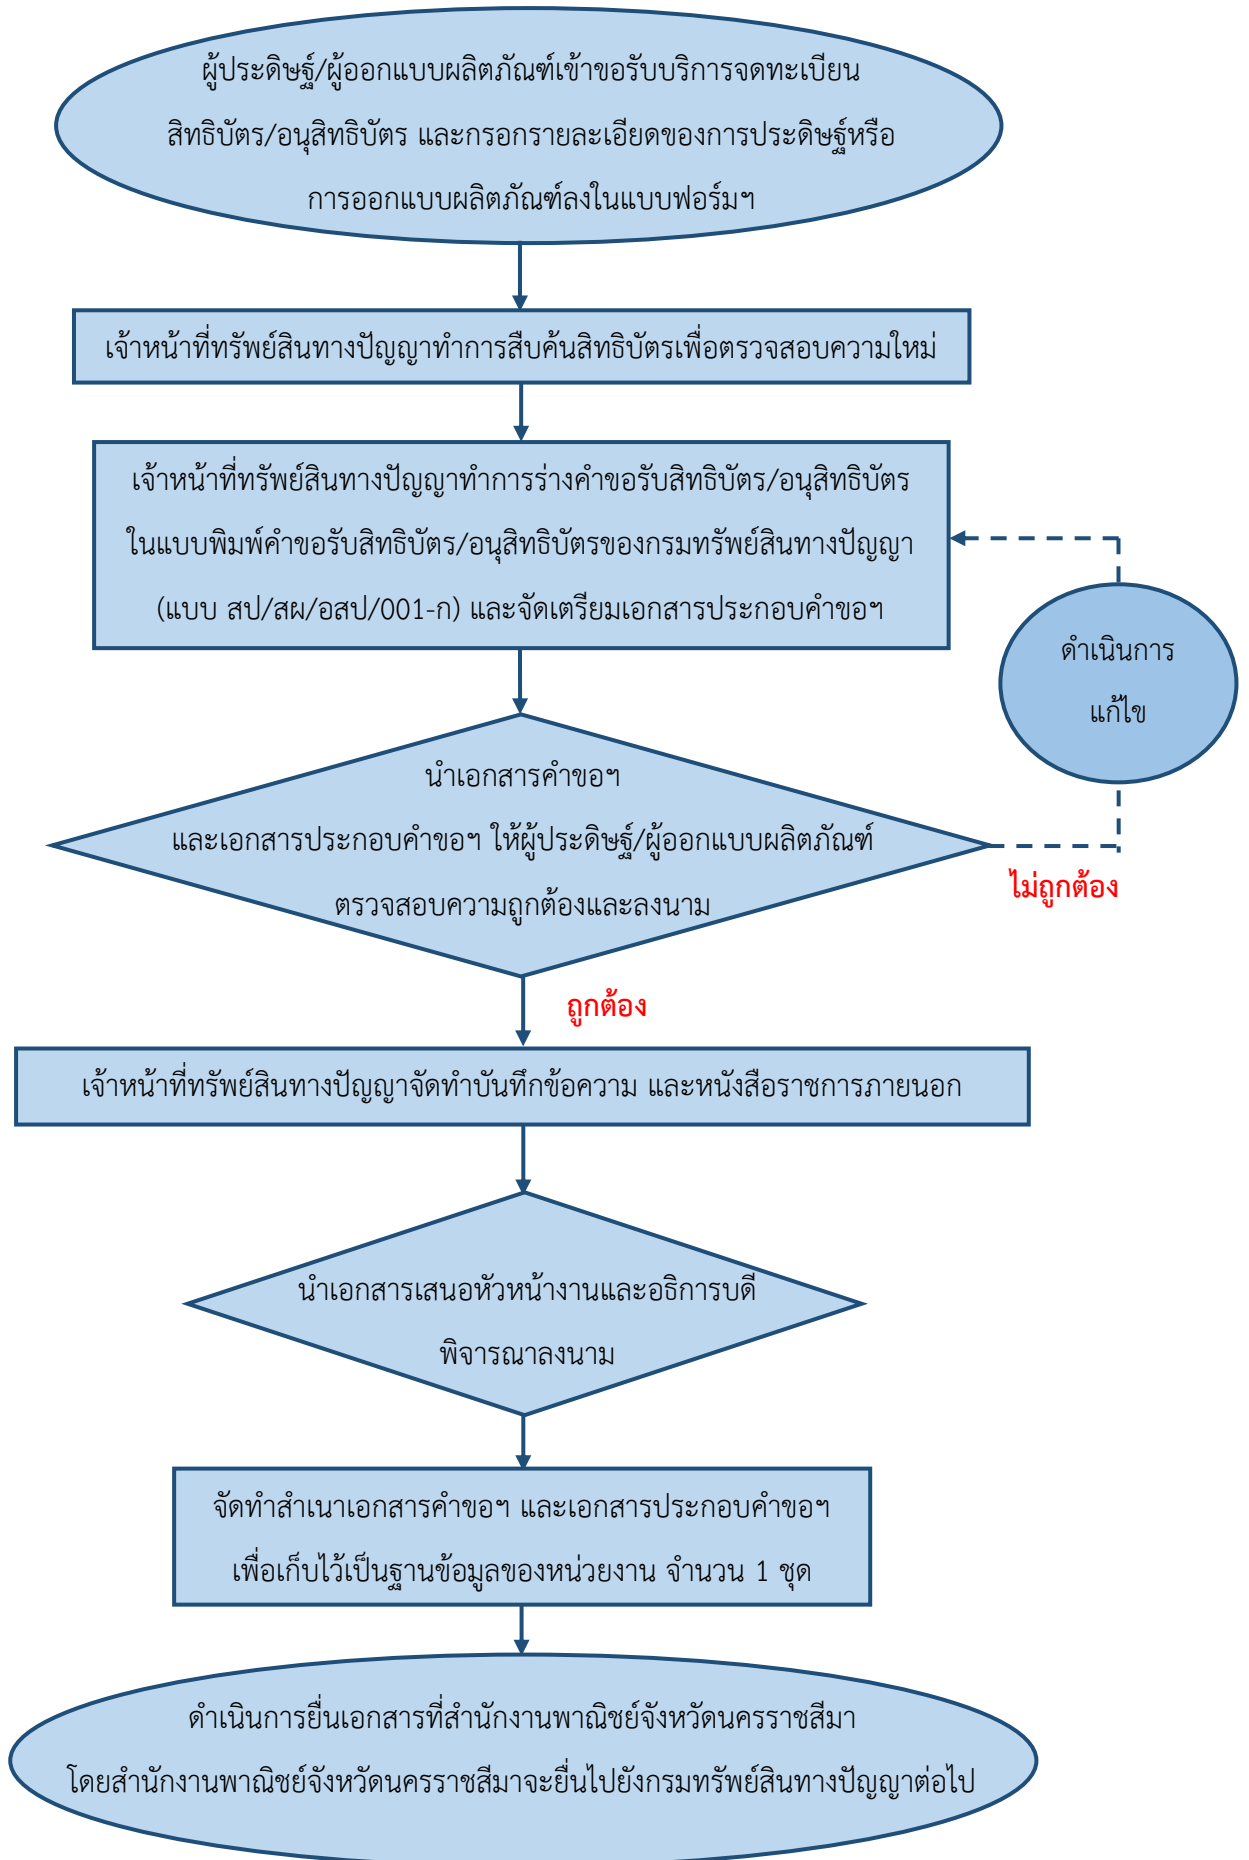 ผู้ประดิษฐ์/ผู้ออกแบบผลิตภัณฑ์เข้าขอรับบริการจดทะเบียน
สิทธิบัตร/อนุสิทธิบัตร และกรอกรายละเอียดของการประดิษฐ์หรือ
การออกแบบผลิตภัณฑ์ลงในแบบฟอร์มฯ
เจ้าหน้าที่ทรัพย์สินทางปัญญาทำการสืบค้นสิทธิบัตรเพื่อตรวจสอบความใหม่
เจ้าหน้าที่ทรัพย์สินทางปัญญาทำการร่างคำขอรับสิทธิบัตร/อนุสิทธิบัตร
ในแบบพิมพ์คำขอรับสิทธิบัตร/อนุสิทธิบัตรของกรมทรัพย์สินทางปัญญา
(แบบ สป/สผ/อสป/001-ก) และจัดเตรียมเอกสารประกอบคำขอฯ
ดำเนินการ
แก้ไข
นำเอกสารคำขอฯ
และเอกสารประกอบคำขอฯ ให้ผู้ประดิษฐ์/ผู้ออกแบบผลิตภัณฑ์
ตรวจสอบความถูกต้องและลงนาม
ไม่ถูกต้อง
ถูกต้อง
เจ้าหน้าที่ทรัพย์สินทางปัญญาจัดทำบันทึกข้อความ และหนังสือราชการภายนอก
นำเอกสารเสนอหัวหน้างานและอธิการบดี
พิจารณาลงนาม
จัดทำสำเนาเอกสารคำขอฯ และเอกสารประกอบคำขอฯ
เพื่อเก็บไว้เป็นฐานข้อมูลของหน่วยงาน จำนวน 1 ชุด
ดำเนินการยื่นเอกสารที่สำนักงานพาณิชย์จังหวัดนครราชสีมา
โดยสำนักงานพาณิชย์จังหวัดนครราชสีมาจะยื่นไปยังกรมทรัพย์สินทางปัญญาต่อไป